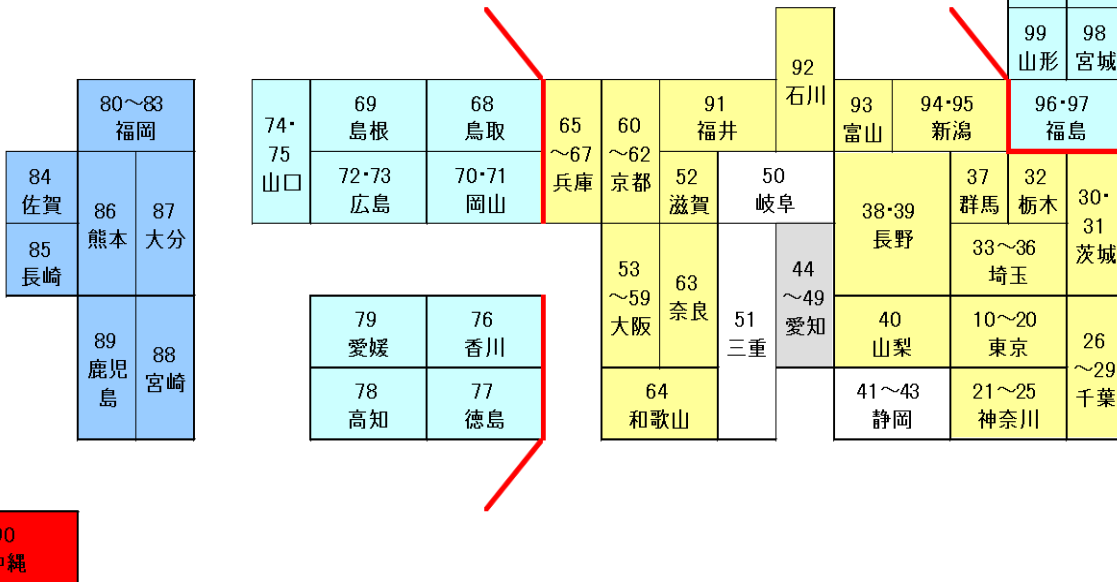 99
山形
98
宮城
92
石川
80～83
福岡
74・
75
山口
69
島根
68
鳥取
65
～67
兵庫
60
～62
京都
91
福井
93
富山
94・95
新潟
96・97
福島
84
佐賀
86
熊本
87
大分
72・73
広島
70・71
岡山
52
滋賀
50
岐阜
38・39
長野
37
群馬
32
栃木
30・
31
茨城
85
長崎
53
～59
大阪
63
奈良
51
三重
44
～49
愛知
33～36
埼玉
89
鹿児
島
88
宮崎
79
愛媛
76
香川
40
山梨
10～20
東京
26
～29
千葉
78
高知
77
徳島
64
和歌山
41～43
静岡
21～25
神奈川